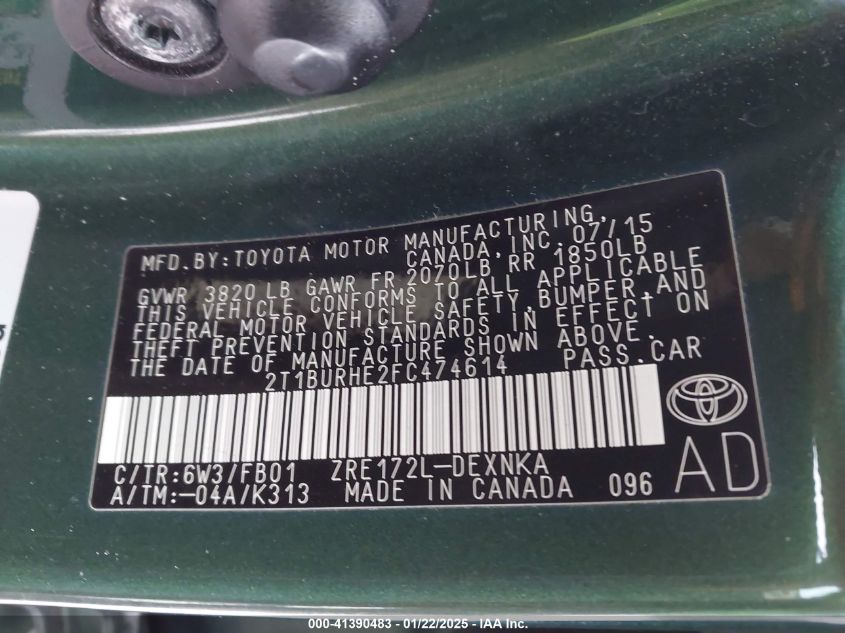 MFD. BY: TOYOTA MOTOR MANUFACTURING,
CANADA, INC. 07/15
GVWR 3820 LB GAWR FR 2070LB RR 1850LB
THIS VEHICLE CONFORMS TO ALL APPLICABLE
FEDERAL MOTOR VEHICLE SAFETY, BUMPER, AND
THEFT PREVENTION STANDARDS IN EFFECT ON
THE DATE OF MANUFACTURE SHOWN ABOVE.
2T1BURHE2FC474614 PASS. CAR
C/TR: 6W3/FB01 ZRE172L-DEXNKA
A/TM: -04A/K313 MADE IN CANADA 096
AD
000-41390483 - 01/22/2025 - IAA Inc.